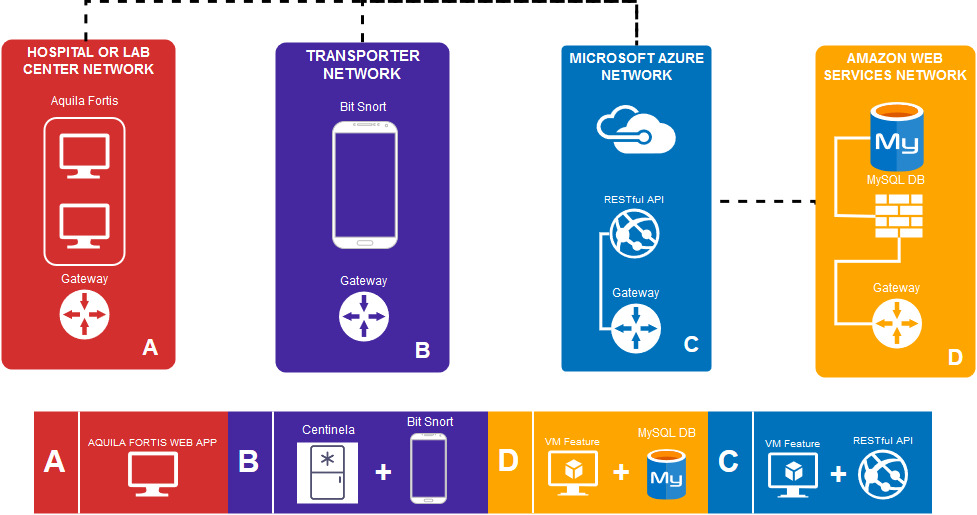 HOSPITAL OR LAB
CENTER NETWORK
Aquila Fortis
Gateway
A
TRANSPORTER
NETWORK
Bit Snort
Gateway
B
MICROSOFT AZURE
NETWORK
RESTful API
Gateway
C
AMAZON WEB
SERVICES NETWORK
My
MySQL DB
Gateway
D
A
AQUILA FORTIS WEB APP
B
Centinela
+
Bit Snort
D
VM Feature
+
MySQL DB
My
C
VM Feature
+
RESTful API